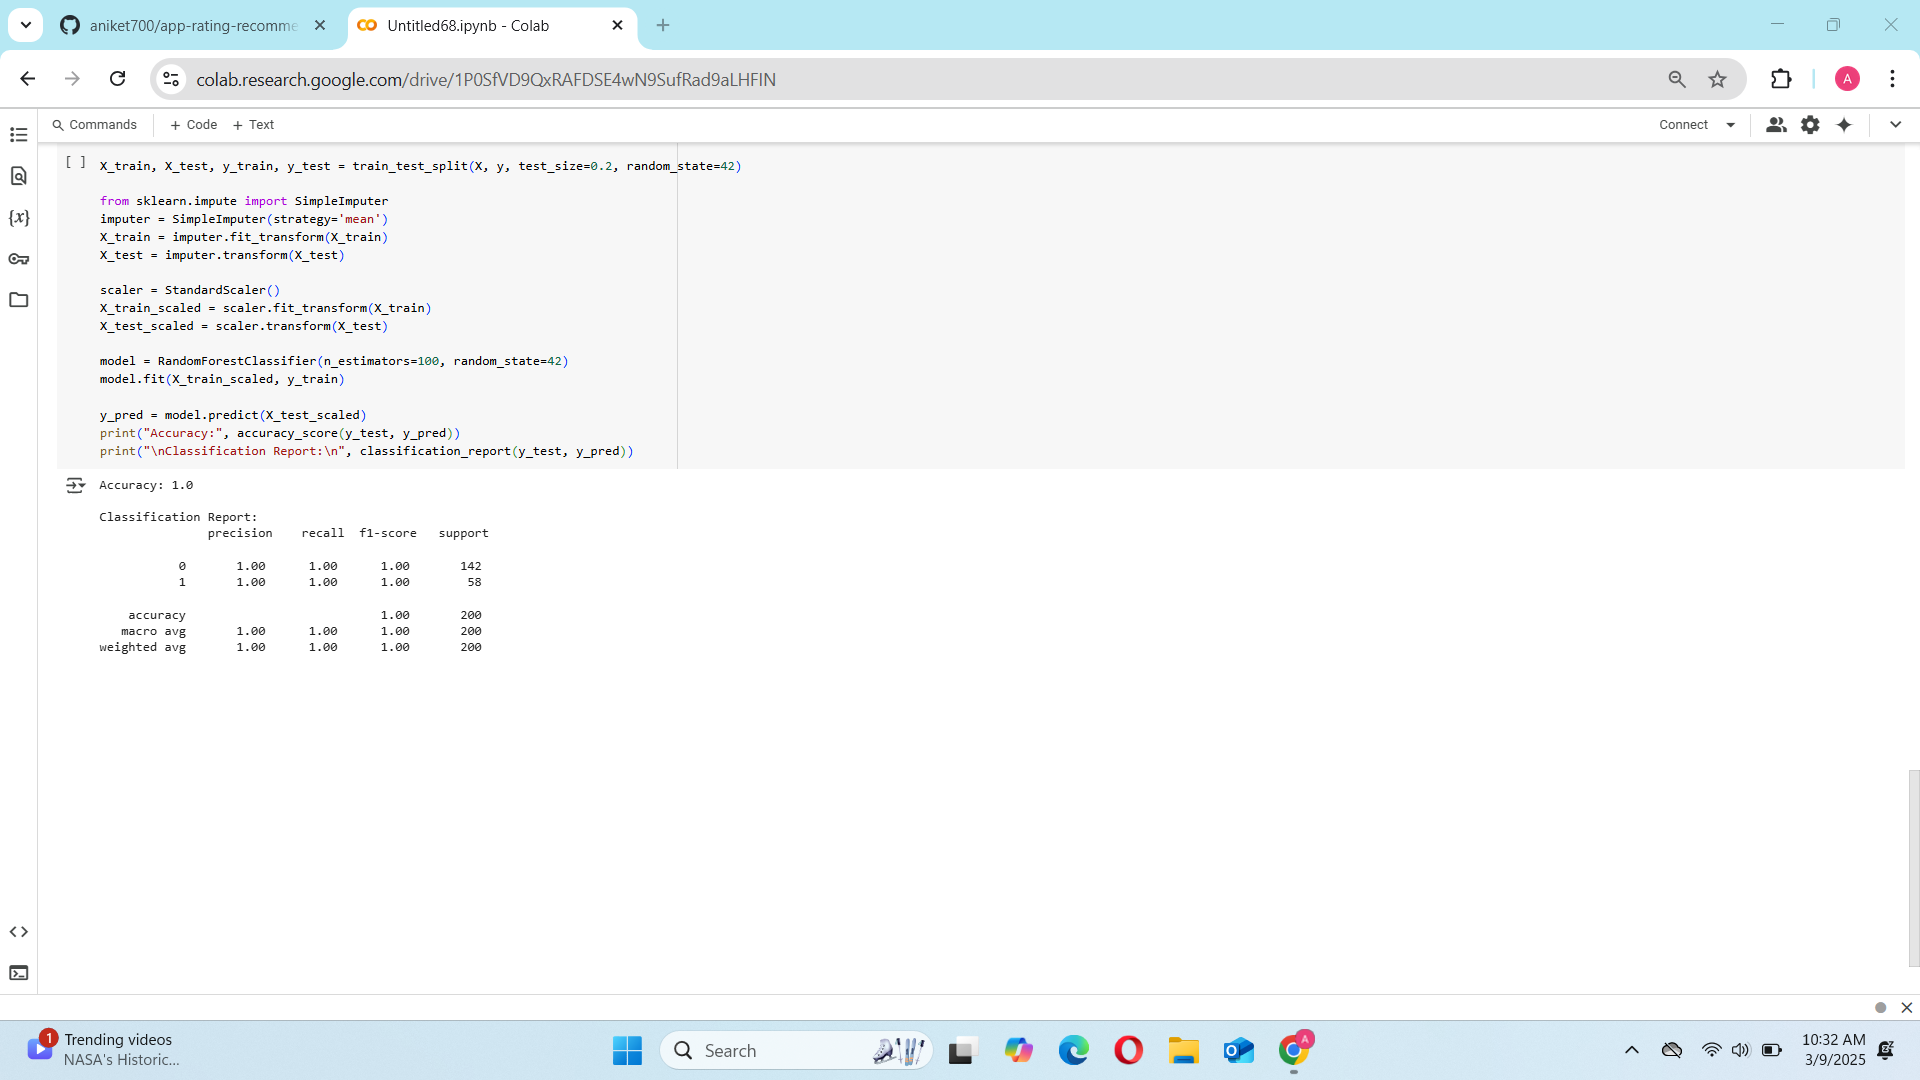 aniket700/app-rating-recomme
Untitled68.ipynb - Colab
colab.research.google.com/drive/1P0SfVD9QxRAFDSE4wN9SufRad9aLHFIN
A
Commands
+ Code
+ Text
Connect
[ ]
X_train, X_test, y_train, y_test = train_test_split(X, y, test_size=0.2, random_state=42)
from sklearn.impute import SimpleImputer
imputer = SimpleImputer(strategy='mean')
X_train = imputer.fit_transform(X_train)
X_test = imputer.transform(X_test)
scaler = StandardScaler()
X_train_scaled = scaler.fit_transform(X_train)
X_test_scaled = scaler.transform(X_test)
model = RandomForestClassifier(n_estimators=100, random_state=42)
model.fit(X_train_scaled, y_train)
y_pred = model.predict(X_test_scaled)
print("Accuracy:", accuracy_score(y_test, y_pred))
print("\nClassification Report:\n", classification_report(y_test, y_pred))
Accuracy: 1.0
Classification Report:
precision recall f1-score support
0 1.00 1.00 1.00 142
1 1.00 1.00 1.00 58
accuracy 1.00 200
macro avg 1.00 1.00 1.00 200
weighted avg 1.00 1.00 1.00 200
1
Trending videos
NASA's Historic...
Search
A
10:32 AM
3/9/2025